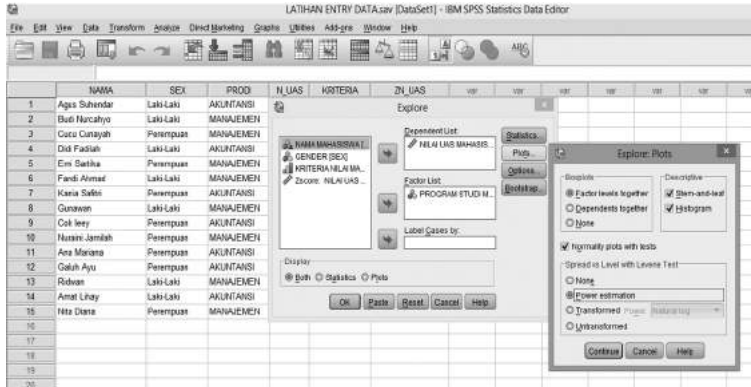 LATIHAN ENTRY DATA.sav [DataSet1] - IBM SPSS Statistics Data Editor
File Edit View Data Transform Analyze Direct Marketing Graphs Utilities Add-ons Window Help
NAMA SEX PRODI N_UAS KRITERIA ZN_UAS var var var var var var
1 Agus Suhendar Laki-Laki AKUNTANSI
2 Budi Nurcahyo Laki-Laki MANAJEMEN
3 Cucu Cunayah Perempuan AKUNTANSI
4 Didi Fadilah Laki-Laki MANAJEMEN
5 Erni Sartika Perempuan MANAJEMEN
6 Fandi Ahmad Laki-Laki MANAJEMEN
7 Karia Safitri Perempuan AKUNTANSI
8 Gunawan Laki-Laki MANAJEMEN
9 Coh leey Perempuan AKUNTANSI
10 Nuraini Jamilah Perempuan MANAJEMEN
11 Ana Mariana Perempuan AKUNTANSI
12 Galuh Ayu Perempuan AKUNTANSI
13 Ridwan Laki-Laki MANAJEMEN
14 Amat Lihay Laki-Laki MANAJEMEN
15 Nita Diana Perempuan MANAJEMEN
16
17
18
19
20
Explore
NAMA MAHASISWA [...
GENDER [SEX]
KRITERIA NILAI MA...
Zscore: NILAI UAS ...
Dependent List:
NILAI UAS MAHASIS...
Factor List:
PROGRAM STUDI M...
Label Cases by:
Statistics...
Plots...
Options...
Bootstrap...
Display
Both Statistics Plots
OK Paste Reset Cancel Help
Explore: Plots
Boxplots
Factor levels together
Dependents together
None
Descriptive
Stem-and-leaf
Histogram
Normality plots with tests
Spread vs Level with Levene Test
None
Power estimation
Transformed Power: Natural log
Untransformed
Continue Cancel Help